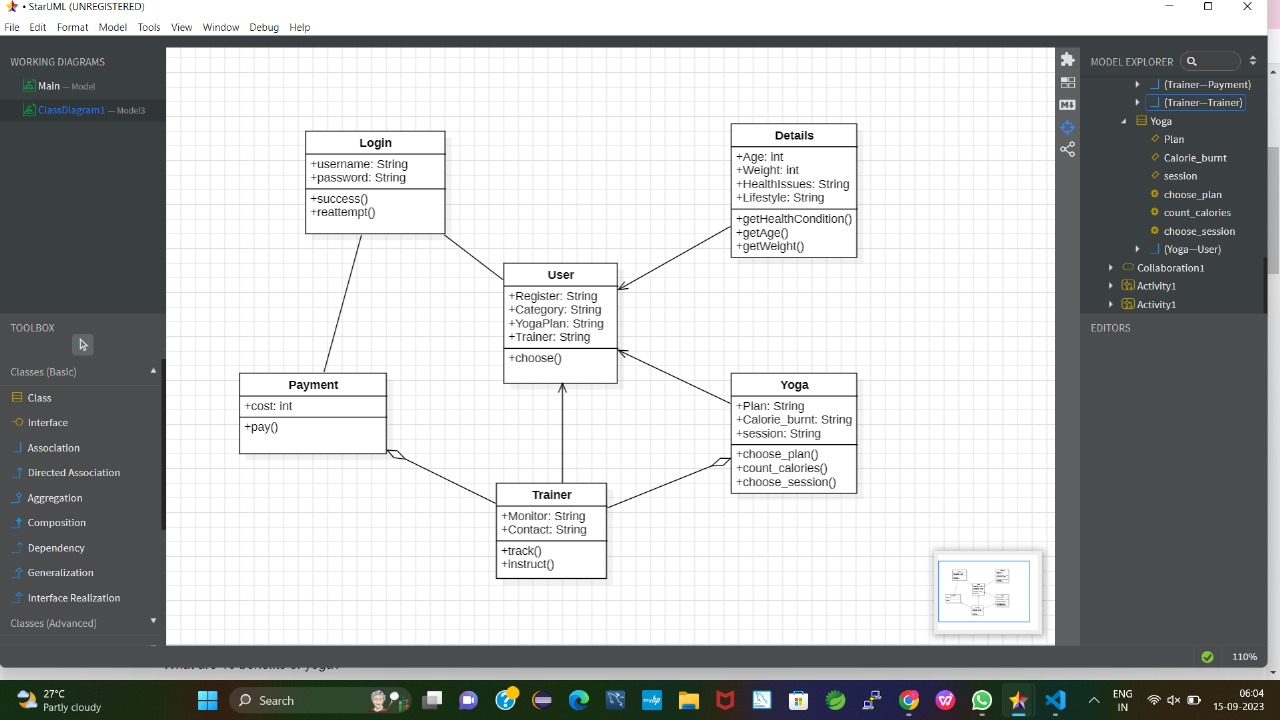 • StarUML (UNREGISTERED)
File Edit Format Model Tools View Window Debug Help
WORKING DIAGRAMS
Main — Model
ClassDiagram1 — Model3
TOOLBOX
Classes (Basic)
Class
Interface
Association
Directed Association
Aggregation
Composition
Dependency
Generalization
Interface Realization
Classes (Advanced)
Login
+username: String
+password: String
+success()
+reattempt()
Details
+Age: int
+Weight: int
+HealthIssues: String
+Lifestyle: String
+getHealthCondition()
+getAge()
+getWeight()
User
+Register: String
+Category: String
+YogaPlan: String
+Trainer: String
+choose()
Payment
+cost: int
+pay()
Yoga
+Plan: String
+Calorie_burnt: String
+session: String
+choose_plan()
+count_calories()
+choose_session()
Trainer
+Monitor: String
+Contact: String
+track()
+instruct()
MODEL EXPLORER
(Trainer—Payment)
(Trainer—Trainer)
Yoga
Plan
Calorie_burnt
session
choose_plan
count_calories
choose_session
(Yoga—User)
Collaboration1
Activity1
Activity1
EDITORS
110%
27°C
Partly cloudy
Search
ENG
IN
06:04
15-09-2023